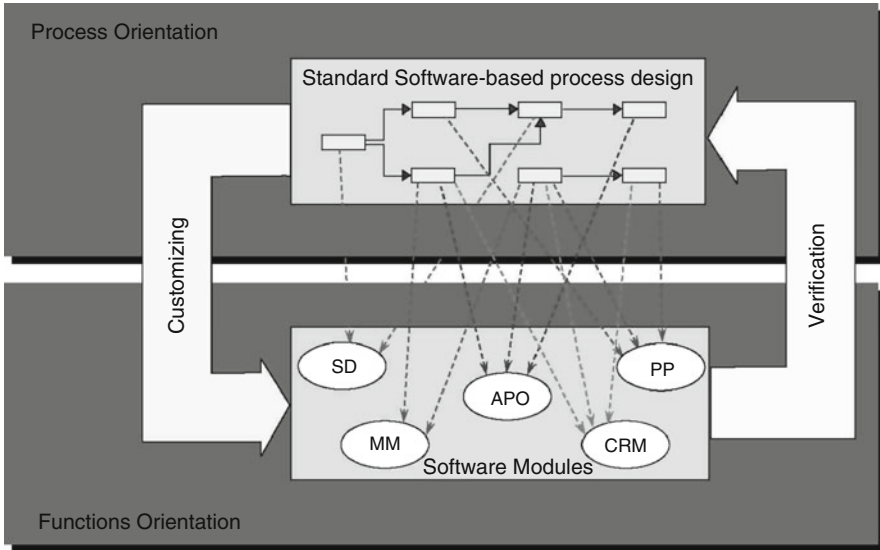 Process Orientation
Standard Software-based process design
Customizing
Verification
SD
PP
APO
MM
CRM
Software Modules
Functions Orientation